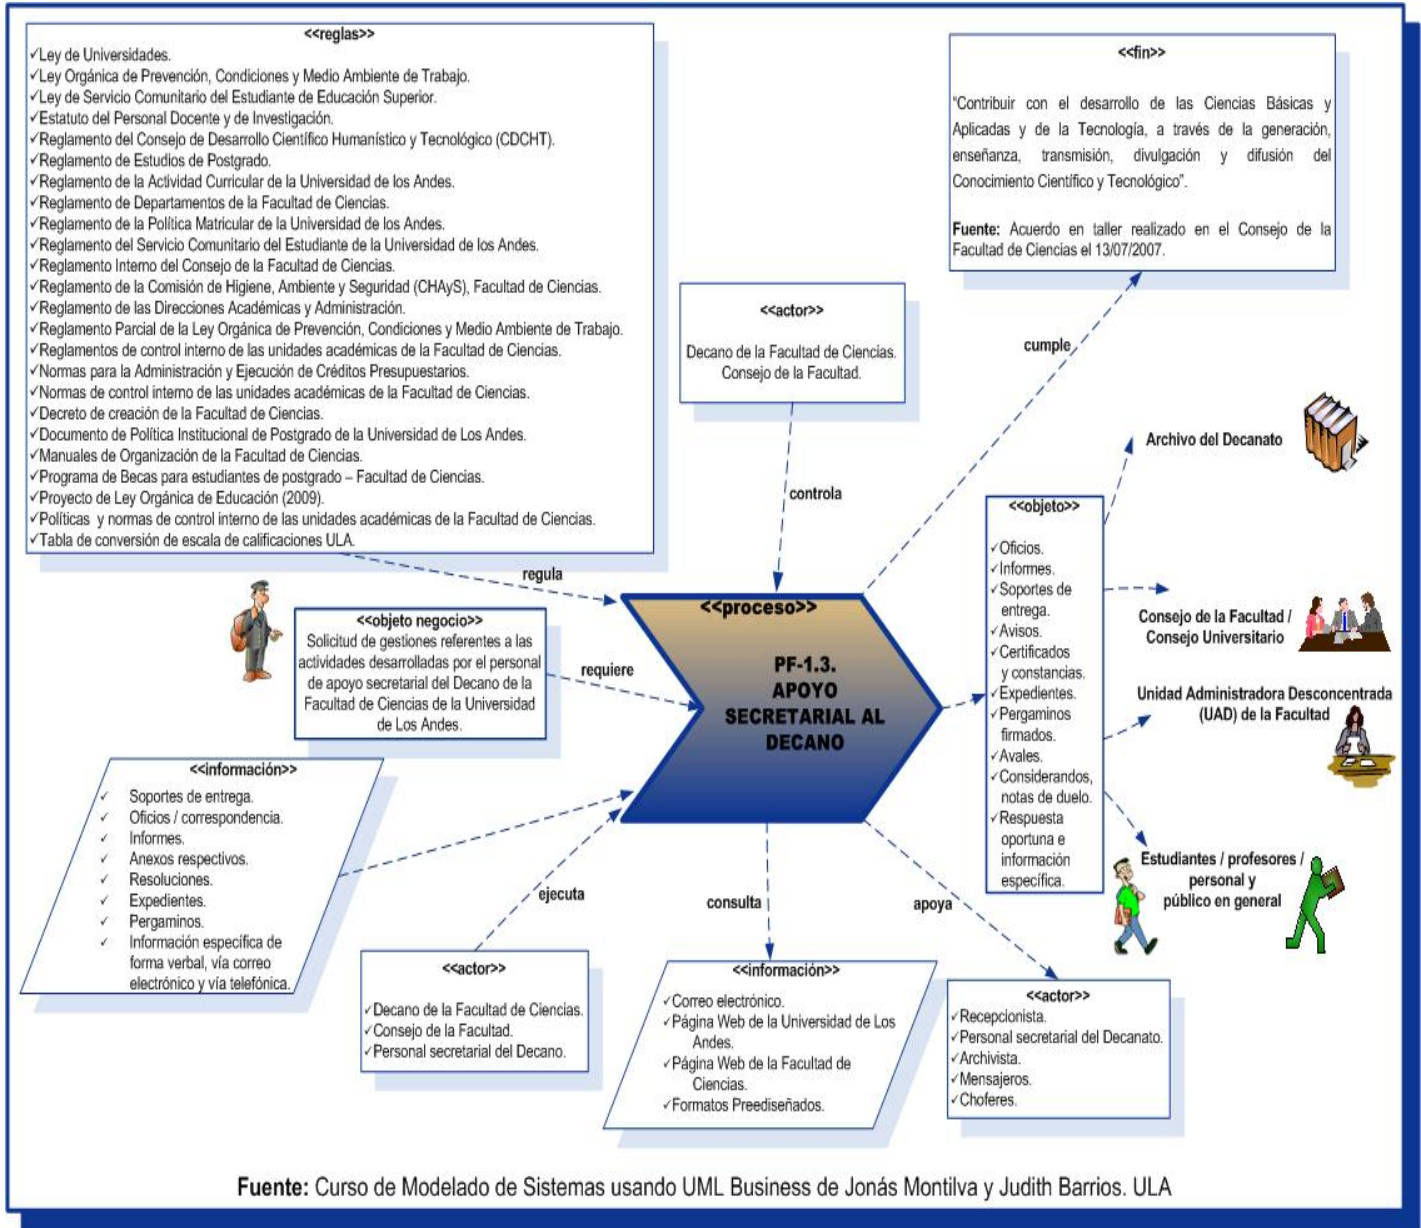 <<reglas>>
✓Ley de Universidades.
✓Ley Orgánica de Prevención, Condiciones y Medio Ambiente de Trabajo.
✓Ley de Servicio Comunitario del Estudiante de Educación Superior.
✓Estatuto del Personal Docente y de Investigación.
✓Reglamento del Consejo de Desarrollo Científico Humanístico y Tecnológico (CDCHT).
✓Reglamento de Estudios de Postgrado.
✓Reglamento de la Actividad Curricular de la Universidad de los Andes.
✓Reglamento de Departamentos de la Facultad de Ciencias.
✓Reglamento de la Política Matricular de la Universidad de los Andes.
✓Reglamento del Servicio Comunitario del Estudiante de la Universidad de los Andes.
✓Reglamento Interno del Consejo de la Facultad de Ciencias.
✓Reglamento de la Comisión de Higiene, Ambiente y Seguridad (CHAyS), Facultad de Ciencias.
✓Reglamento de las Direcciones Académicas y Administración.
✓Reglamento Parcial de la Ley Orgánica de Prevención, Condiciones y Medio Ambiente de Trabajo.
✓Reglamentos de control interno de las unidades académicas de la Facultad de Ciencias.
✓Normas para la Administración y Ejecución de Créditos Presupuestarios.
✓Normas de control interno de las unidades académicas de la Facultad de Ciencias.
✓Decreto de creación de la Facultad de Ciencias.
✓Documento de Política Institucional de Postgrado de la Universidad de Los Andes.
✓Manuales de Organización de la Facultad de Ciencias.
✓Programa de Becas para estudiantes de postgrado – Facultad de Ciencias.
✓Proyecto de Ley Orgánica de Educación (2009).
✓Políticas y normas de control interno de las unidades académicas de la Facultad de Ciencias.
✓Tabla de conversión de escala de calificaciones ULA.
<<fin>>
"Contribuir con el desarrollo de las Ciencias Básicas y
Aplicadas y de la Tecnología, a través de la generación,
enseñanza, transmisión, divulgación y difusión del
Conocimiento Científico y Tecnológico".
Fuente: Acuerdo en taller realizado en el Consejo de la
Facultad de Ciencias el 13/07/2007.
<<actor>>
Decano de la Facultad de Ciencias.
Consejo de la Facultad.
cumple
controla
regula
<<objeto negocio>>
Solicitud de gestiones referentes a las
actividades desarrolladas por el personal
de apoyo secretarial del Decano de la
Facultad de Ciencias de la Universidad
de Los Andes.
requiere
<<proceso>>
PF-1.3.
APOYO
SECRETARIAL AL
DECANO
<<objeto>>
✓Oficios.
✓Informes.
✓Soportes de
entrega.
✓Avisos.
✓Certificados
y constancias.
✓Expedientes.
✓Pergaminos
firmados.
✓Avales.
✓Considerandos,
notas de duelo.
✓Respuesta
oportuna e
información
específica.
Archivo del Decanato
Consejo de la Facultad /
Consejo Universitario
Unidad Administradora Desconcentrada
(UAD) de la Facultad
Estudiantes / profesores /
personal y
público en general
<<información>>
✓ Soportes de entrega.
✓ Oficios / correspondencia.
✓ Informes.
✓ Anexos respectivos.
✓ Resoluciones.
✓ Expedientes.
✓ Pergaminos.
✓ Información específica de
forma verbal, vía correo
electrónico y vía telefónica.
ejecuta
consulta
apoya
<<actor>>
✓Decano de la Facultad de Ciencias.
✓Consejo de la Facultad.
✓Personal secretarial del Decano.
<<información>>
✓Correo electrónico.
✓Página Web de la Universidad de Los
Andes.
✓Página Web de la Facultad de
Ciencias.
✓Formatos Preediseñados.
<<actor>>
✓Recepcionista.
✓Personal secretarial del Decanato.
✓Archivista.
✓Mensajeros.
✓Choferes.
Fuente: Curso de Modelado de Sistemas usando UML Business de Jonás Montilva y Judith Barrios. ULA